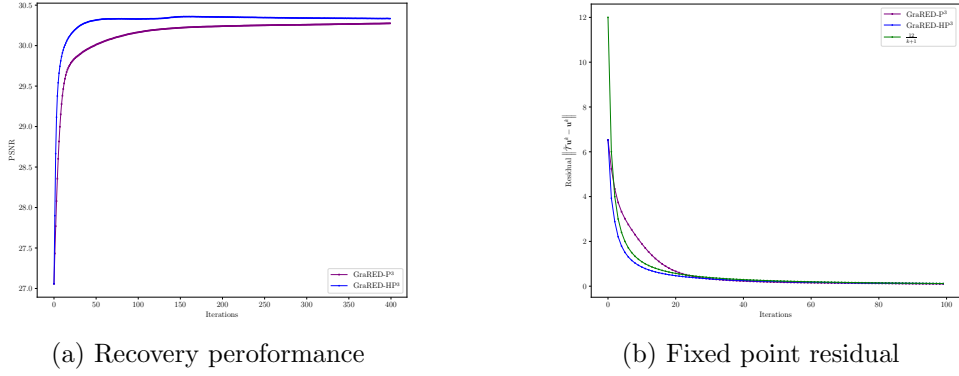 30.5
30.0
29.5
29.0
28.5
28.0
27.5
27.0
PSNR
0 50 100 150 200 250 300 350 400
Iterations
GraRED-P³
GraRED-HP³
(a) Recovery peroformance
12
10
8
6
4
2
0
Residual ‖T̂u^k − u^k‖
0 20 40 60 80 100
Iterations
GraRED-P³
GraRED-HP³
12/(k+1)
(b) Fixed point residual